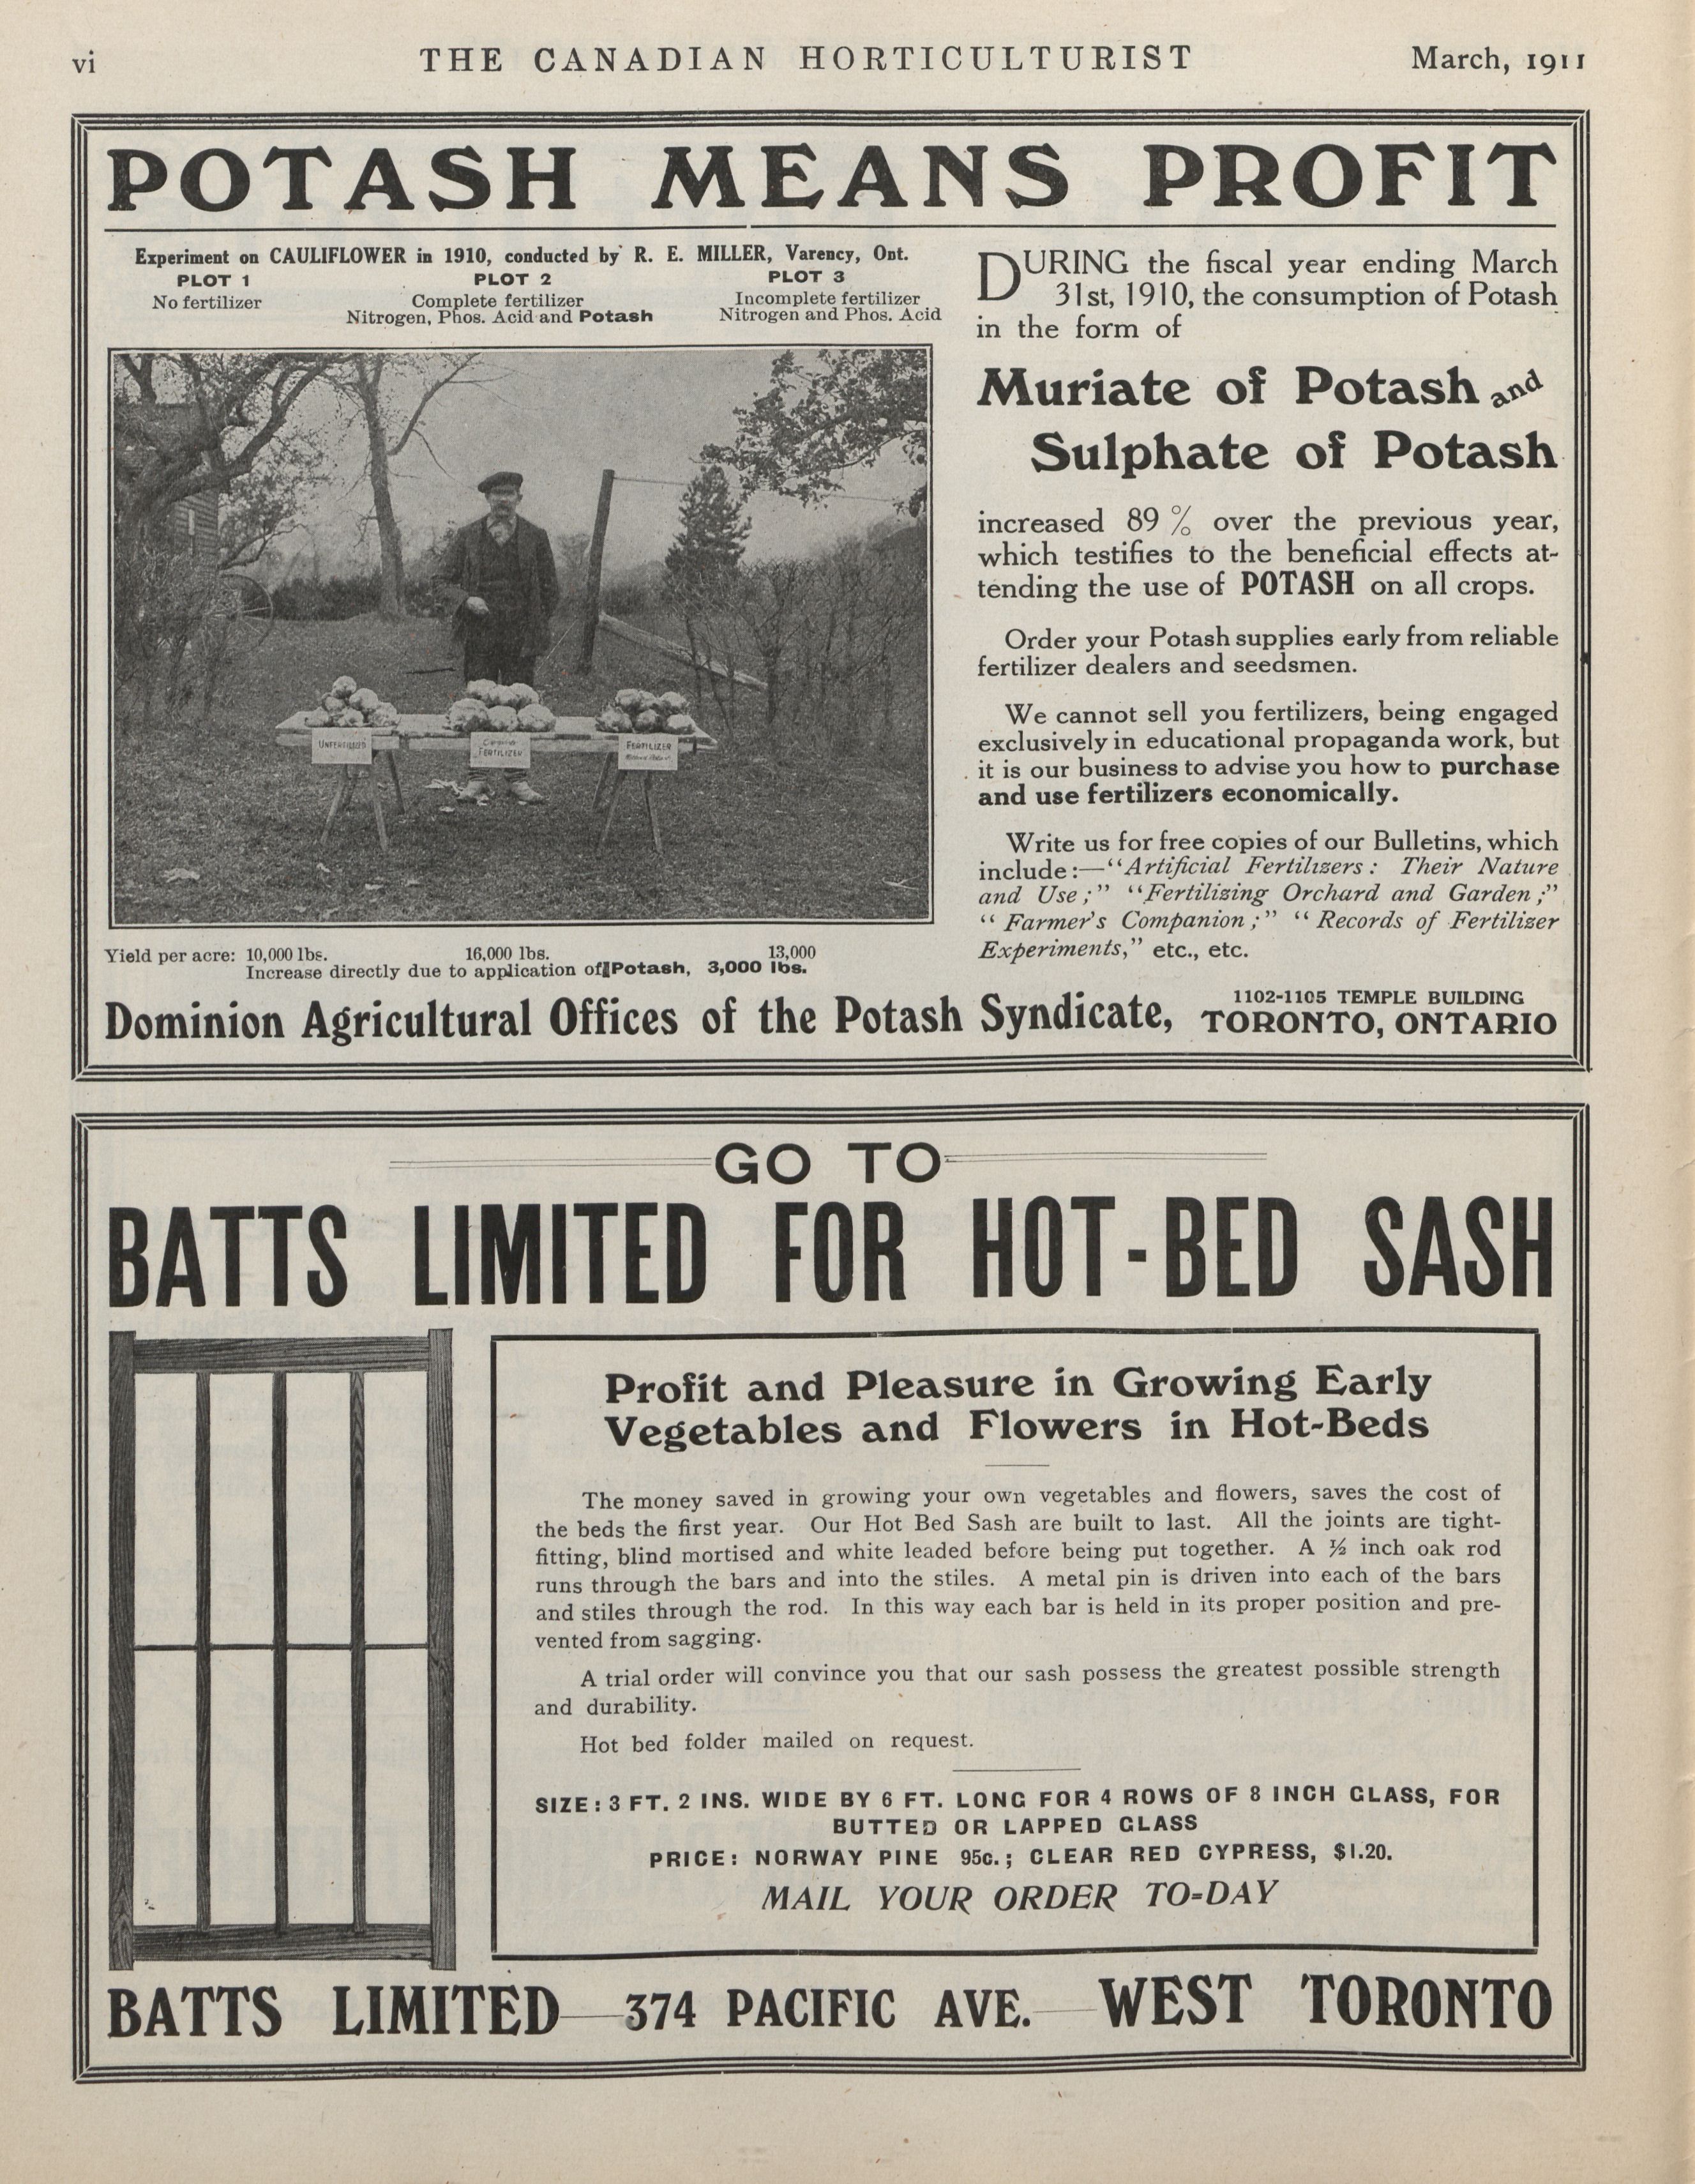 vi
THE CANADIAN HORTICULTURIST
March, 1911
POTASH MEANS PROFIT
Experiment on CAULIFLOWER in 1910, conducted by R. E. MILLER, Varency, Ont.
PLOT 1
No fertilizer
PLOT 2
Complete fertilizer
Nitrogen, Phos. Acid and Potash
PLOT 3
Incomplete fertilizer
Nitrogen and Phos. Acid
UNFERTILIZED
FERTILIZER
FERTILIZER
Yield per acre: 10,000 lbs. 16,000 lbs. 13,000
Increase directly due to application of Potash, 3,000 lbs.
DURING the fiscal year ending March
31st, 1910, the consumption of Potash
in the form of
Muriate of Potash and
Sulphate of Potash
increased 89 % over the previous year,
which testifies to the beneficial effects at-
tending the use of POTASH on all crops.
Order your Potash supplies early from reliable
fertilizer dealers and seedsmen.
We cannot sell you fertilizers, being engaged
exclusively in educational propaganda work, but
it is our business to advise you how to purchase
and use fertilizers economically.
Write us for free copies of our Bulletins, which
include:—"Artificial Fertilizers: Their Nature
and Use;" "Fertilizing Orchard and Garden;"
"Farmer's Companion;" "Records of Fertilizer
Experiments," etc., etc.
Dominion Agricultural Offices of the Potash Syndicate,
1102-1105 TEMPLE BUILDING
TORONTO, ONTARIO
GO TO
BATTS LIMITED FOR HOT-BED SASH
Profit and Pleasure in Growing Early
Vegetables and Flowers in Hot-Beds
The money saved in growing your own vegetables and flowers, saves the cost of
the beds the first year. Our Hot Bed Sash are built to last. All the joints are tight-
fitting, blind mortised and white leaded before being put together. A ½ inch oak rod
runs through the bars and into the stiles. A metal pin is driven into each of the bars
and stiles through the rod. In this way each bar is held in its proper position and pre-
vented from sagging.
A trial order will convince you that our sash possess the greatest possible strength
and durability.
Hot bed folder mailed on request.
SIZE: 3 FT. 2 INS. WIDE BY 6 FT. LONG FOR 4 ROWS OF 8 INCH GLASS, FOR
BUTTED OR LAPPED GLASS
PRICE: NORWAY PINE 95c.; CLEAR RED CYPRESS, $1.20.
MAIL YOUR ORDER TO-DAY
BATTS LIMITED—374 PACIFIC AVE.—WEST TORONTO